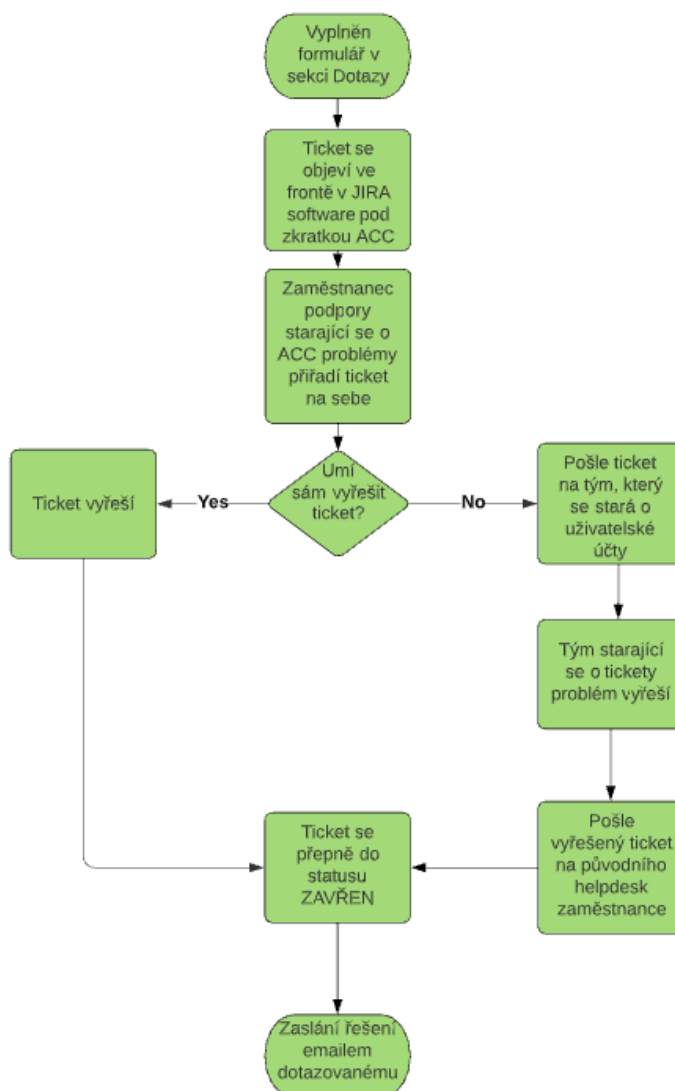 Vyplněn
formulář v
sekci Dotazy
Ticket se
objeví ve
frontě v JIRA
software pod
zkratkou ACC
Zaměstnanec
podpory
starající se o
ACC problémy
přiřadí ticket
na sebe
Umí
sám vyřešit
ticket?
Yes
No
Ticket vyřeší
Pošle ticket
na tým, který
se stará o
uživatelské
účty
Tým starající
se o tickety
problém vyřeší
Pošle
vyřešený ticket
na původního
helpdesk
zaměstnance
Ticket se
přepně do
statusu
ZAVŘEN
Zaslání řešení
emailem
dotazovanému